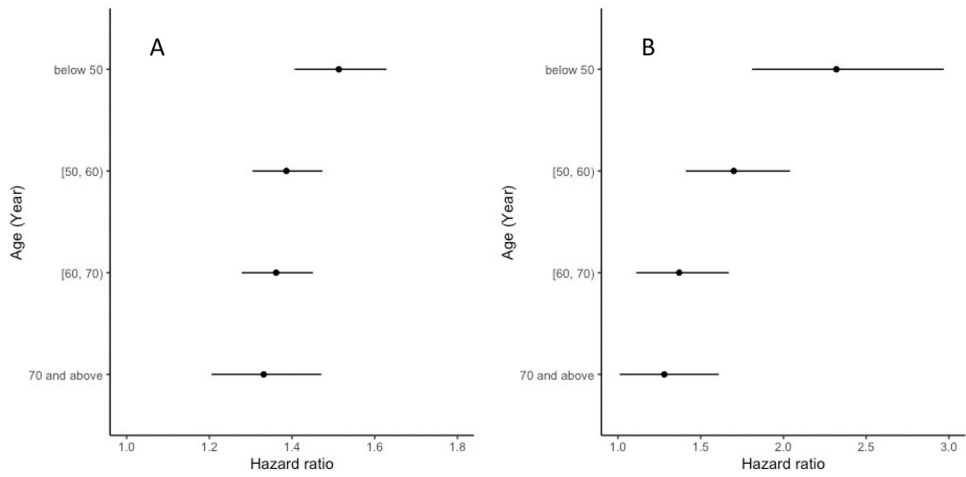 A
below 50
[50, 60)
[60, 70)
70 and above
Age (Year)
1.0 1.2 1.4 1.6 1.8
Hazard ratio
B
below 50
[50, 60)
[60, 70)
70 and above
Age (Year)
1.0 1.5 2.0 2.5 3.0
Hazard ratio